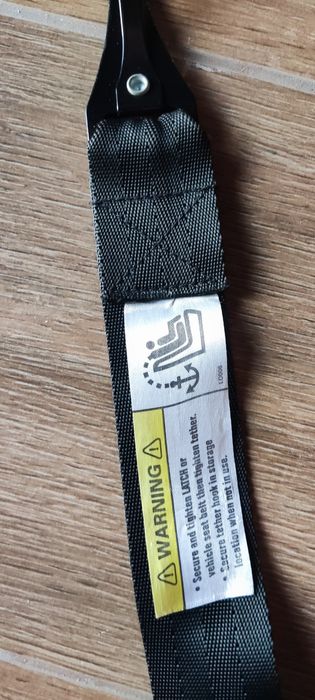 WARNING
• Secure and tighten LATCH or
vehicle seat belt then tighten tether.
• Secure tether hook in storage
location when not in use.